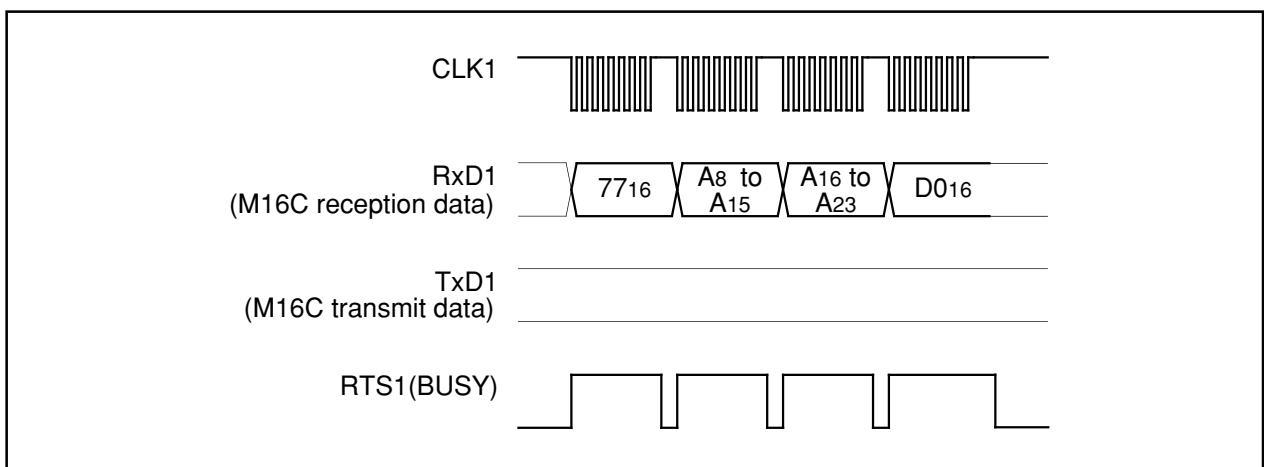 CLK1
RxD1
(M16C reception data)
7716
A8 to
A15
A16 to
A23
D016
TxD1
(M16C transmit data)
RTS1(BUSY)